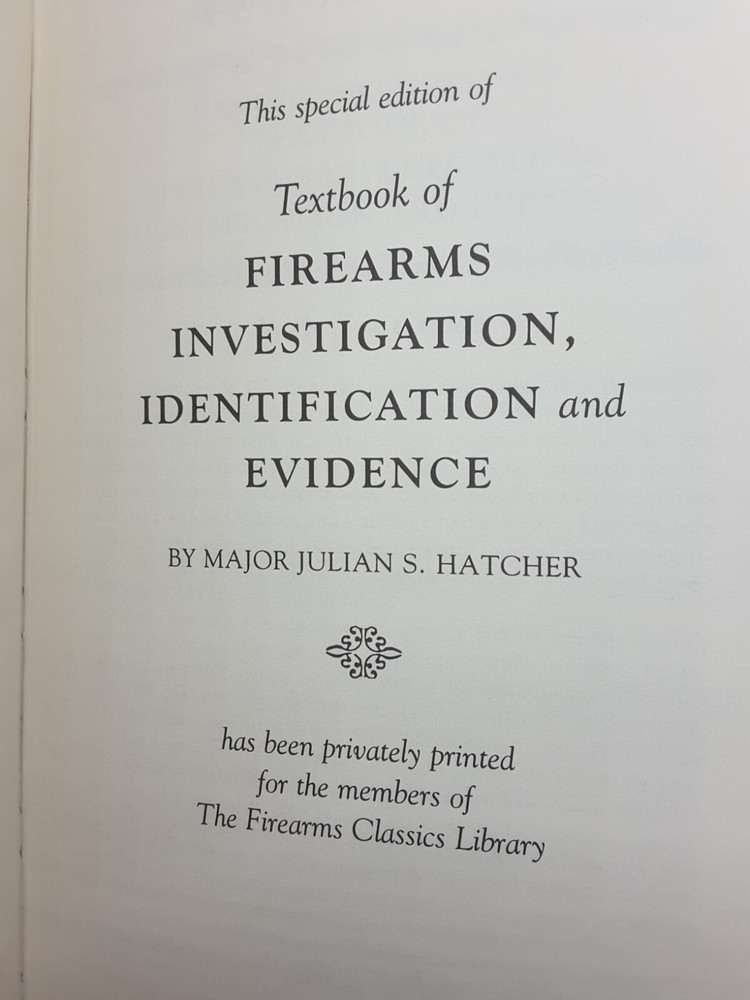 This special edition of
Textbook of
FIREARMS
INVESTIGATION,
IDENTIFICATION and
EVIDENCE
BY MAJOR JULIAN S. HATCHER
has been privately printed
for the members of
The Firearms Classics Library